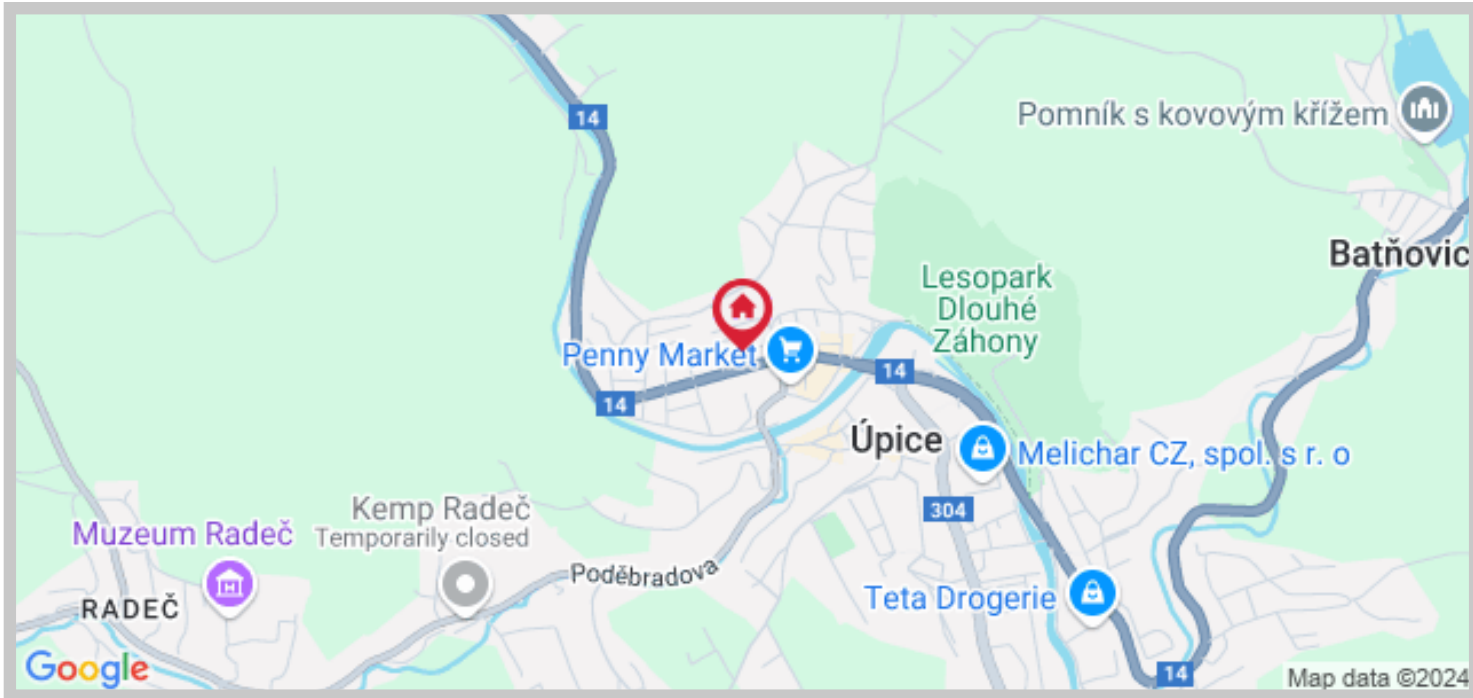 14
Pomník s kovovým křížem
Batňovic
Lesopark
Dlouhé
Záhony
Penny Market
14
14
Úpice
Melichar CZ, spol. s r. o
Kemp Radeč
Temporarily closed
304
Muzeum Radeč
Poděbradova
Teta Drogerie
RADEČ
Google
14
Map data ©2024